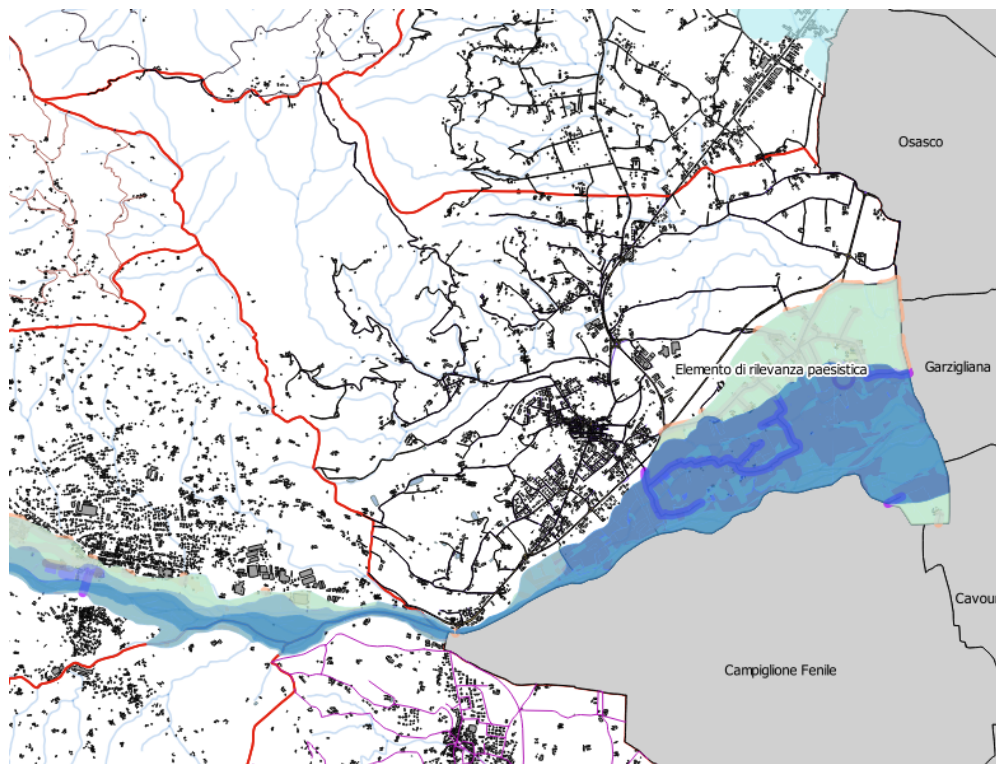 Osasco
Elemento di rilevanza paesistica
Garzigliana
Cavour
Campiglione Fenile